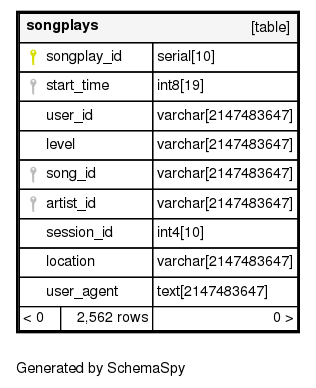 songplays [table]
songplay_id serial[10]
start_time int8[19]
user_id varchar[2147483647]
level varchar[2147483647]
song_id varchar[2147483647]
artist_id varchar[2147483647]
session_id int4[10]
location varchar[2147483647]
user_agent text[2147483647]
< 0 2,562 rows 0 >
Generated by SchemaSpy